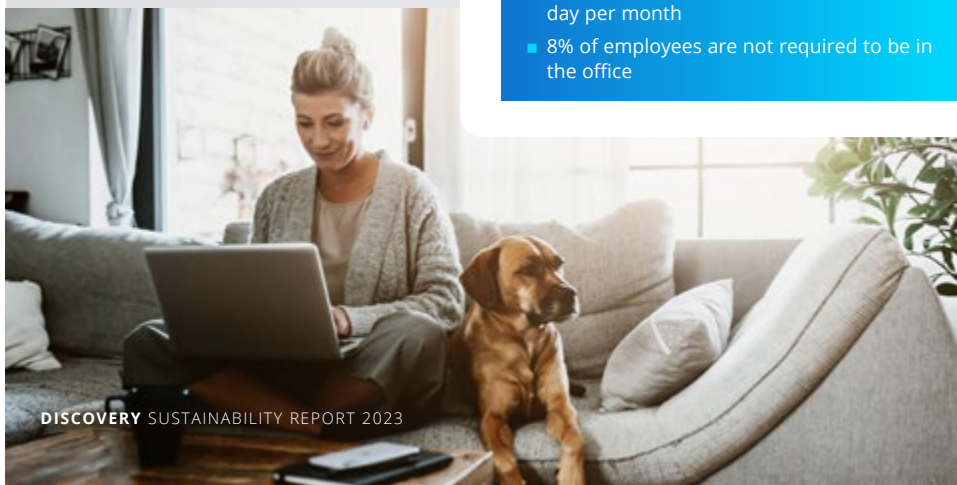 day per month
■ 8% of employees are not required to be in
the office
DISCOVERY SUSTAINABILITY REPORT 2023